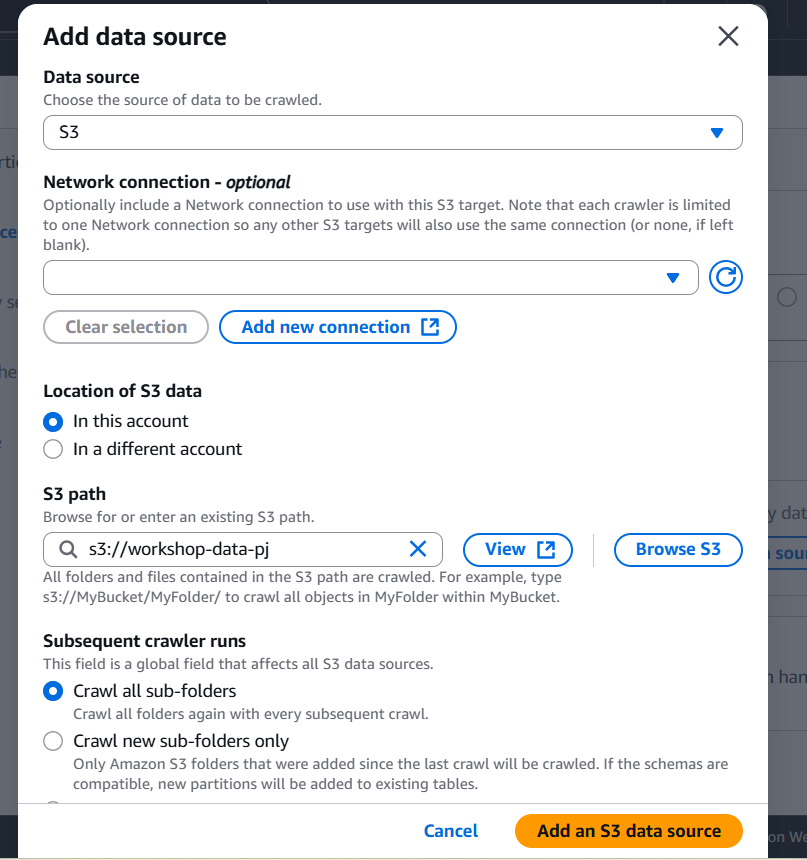 Add data source
Data source
Choose the source of data to be crawled.
S3
Network connection - optional
Optionally include a Network connection to use with this S3 target. Note that each crawler is limited
to one Network connection so any other S3 targets will also use the same connection (or none, if left
blank).
Clear selection
Add new connection
Location of S3 data
In this account
In a different account
S3 path
Browse for or enter an existing S3 path.
s3://workshop-data-pj
View
Browse S3
All folders and files contained in the S3 path are crawled. For example, type
s3://MyBucket/MyFolder/ to crawl all objects in MyFolder within MyBucket.
Subsequent crawler runs
This field is a global field that affects all S3 data sources.
Crawl all sub-folders
Crawl all folders again with every subsequent crawl.
Crawl new sub-folders only
Only Amazon S3 folders that were added since the last crawl will be crawled. If the schemas are
compatible, new partitions will be added to existing tables.
Cancel
Add an S3 data source